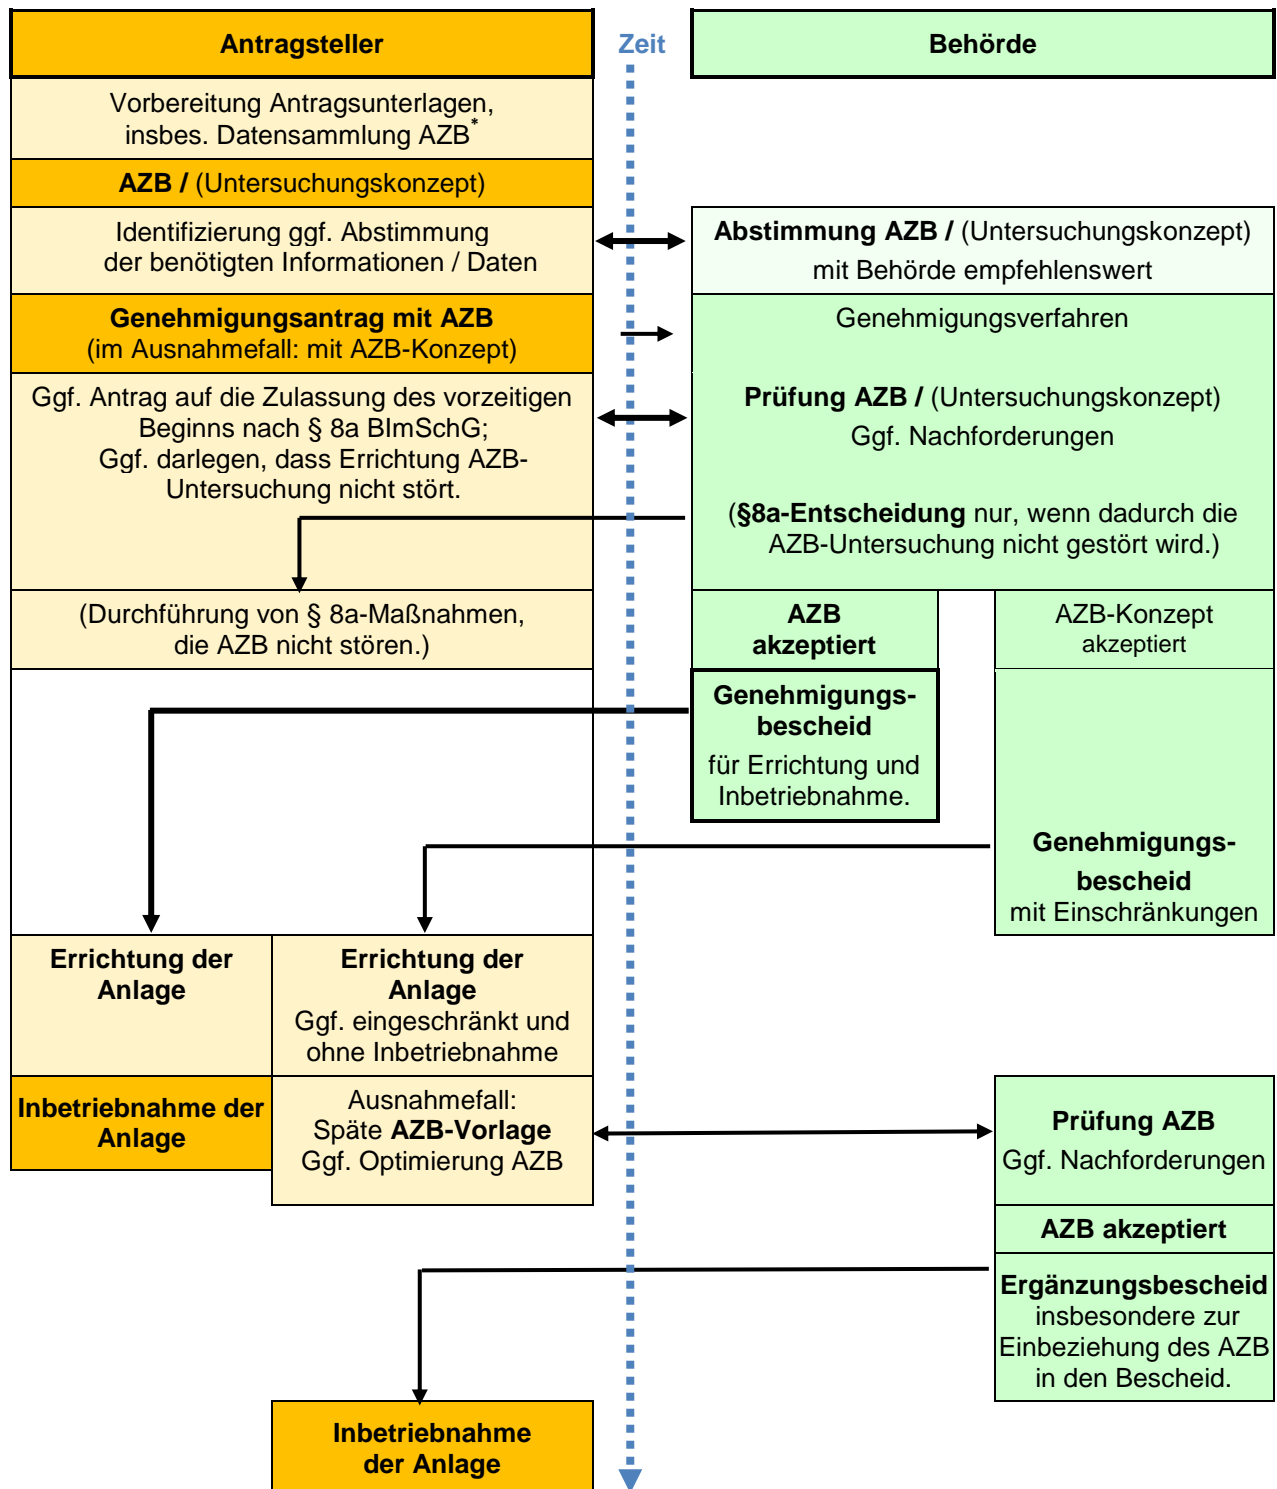 Antragsteller
Zeit
Behörde
Vorbereitung Antragsunterlagen,
insbes. Datensammlung AZB*
AZB / (Untersuchungskonzept)
Identifizierung ggf. Abstimmung
der benötigten Informationen / Daten
Abstimmung AZB / (Untersuchungskonzept)
mit Behörde empfehlenswert
Genehmigungsantrag mit AZB
(im Ausnahmefall: mit AZB-Konzept)
Genehmigungsverfahren
Ggf. Antrag auf die Zulassung des vorzeitigen
Beginns nach § 8a BImSchG;
Ggf. darlegen, dass Errichtung AZB-
Untersuchung nicht stört.
Prüfung AZB / (Untersuchungskonzept)
Ggf. Nachforderungen
(§8a-Entscheidung nur, wenn dadurch die
AZB-Untersuchung nicht gestört wird.)
(Durchführung von § 8a-Maßnahmen,
die AZB nicht stören.)
AZB
akzeptiert
AZB-Konzept
akzeptiert
Genehmigungs-
bescheid
für Errichtung und
Inbetriebnahme.
Genehmigungs-
bescheid
mit Einschränkungen
Errichtung der
Anlage
Errichtung der
Anlage
Ggf. eingeschränkt und
ohne Inbetriebnahme
Inbetriebnahme der
Anlage
Ausnahmefall:
Späte AZB-Vorlage
Ggf. Optimierung AZB
Prüfung AZB
Ggf. Nachforderungen
AZB akzeptiert
Ergänzungsbescheid
insbesondere zur
Einbeziehung des AZB
in den Bescheid.
Inbetriebnahme
der Anlage